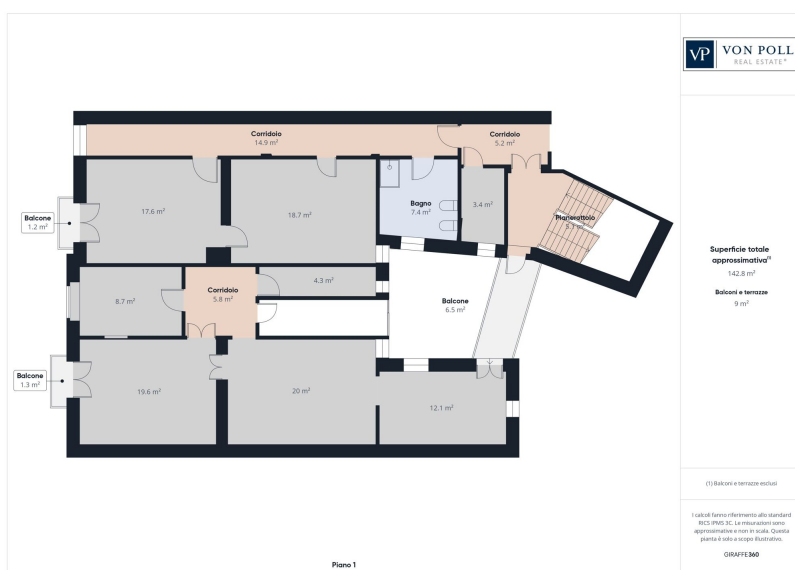 VP
VON POLL
REAL ESTATE®
Corridoio
14.9 m²
Corridoio
5.2 m²
17.6 m²
18.7 m²
Bagno
7.4 m²
3.4 m²
Pianerottolo
Balcone
1.2 m²
8.7 m²
Corridoio
5.8 m²
4.3 m²
Balcone
6.5 m²
Balcone
1.3 m²
19.6 m²
20 m²
12.1 m²
Superficie totale
approssimativa⁽¹⁾
142.8 m²
Balconi e terrazze
9 m²
(1) Balconi e terrazze esclusi
I calcoli fanno riferimento allo standard
RICS IPMS 3C. Le misurazioni sono
approssimative e non in scala. Questa
pianta è solo a scopo illustrativo.
GIRAFFE360
Piano 1